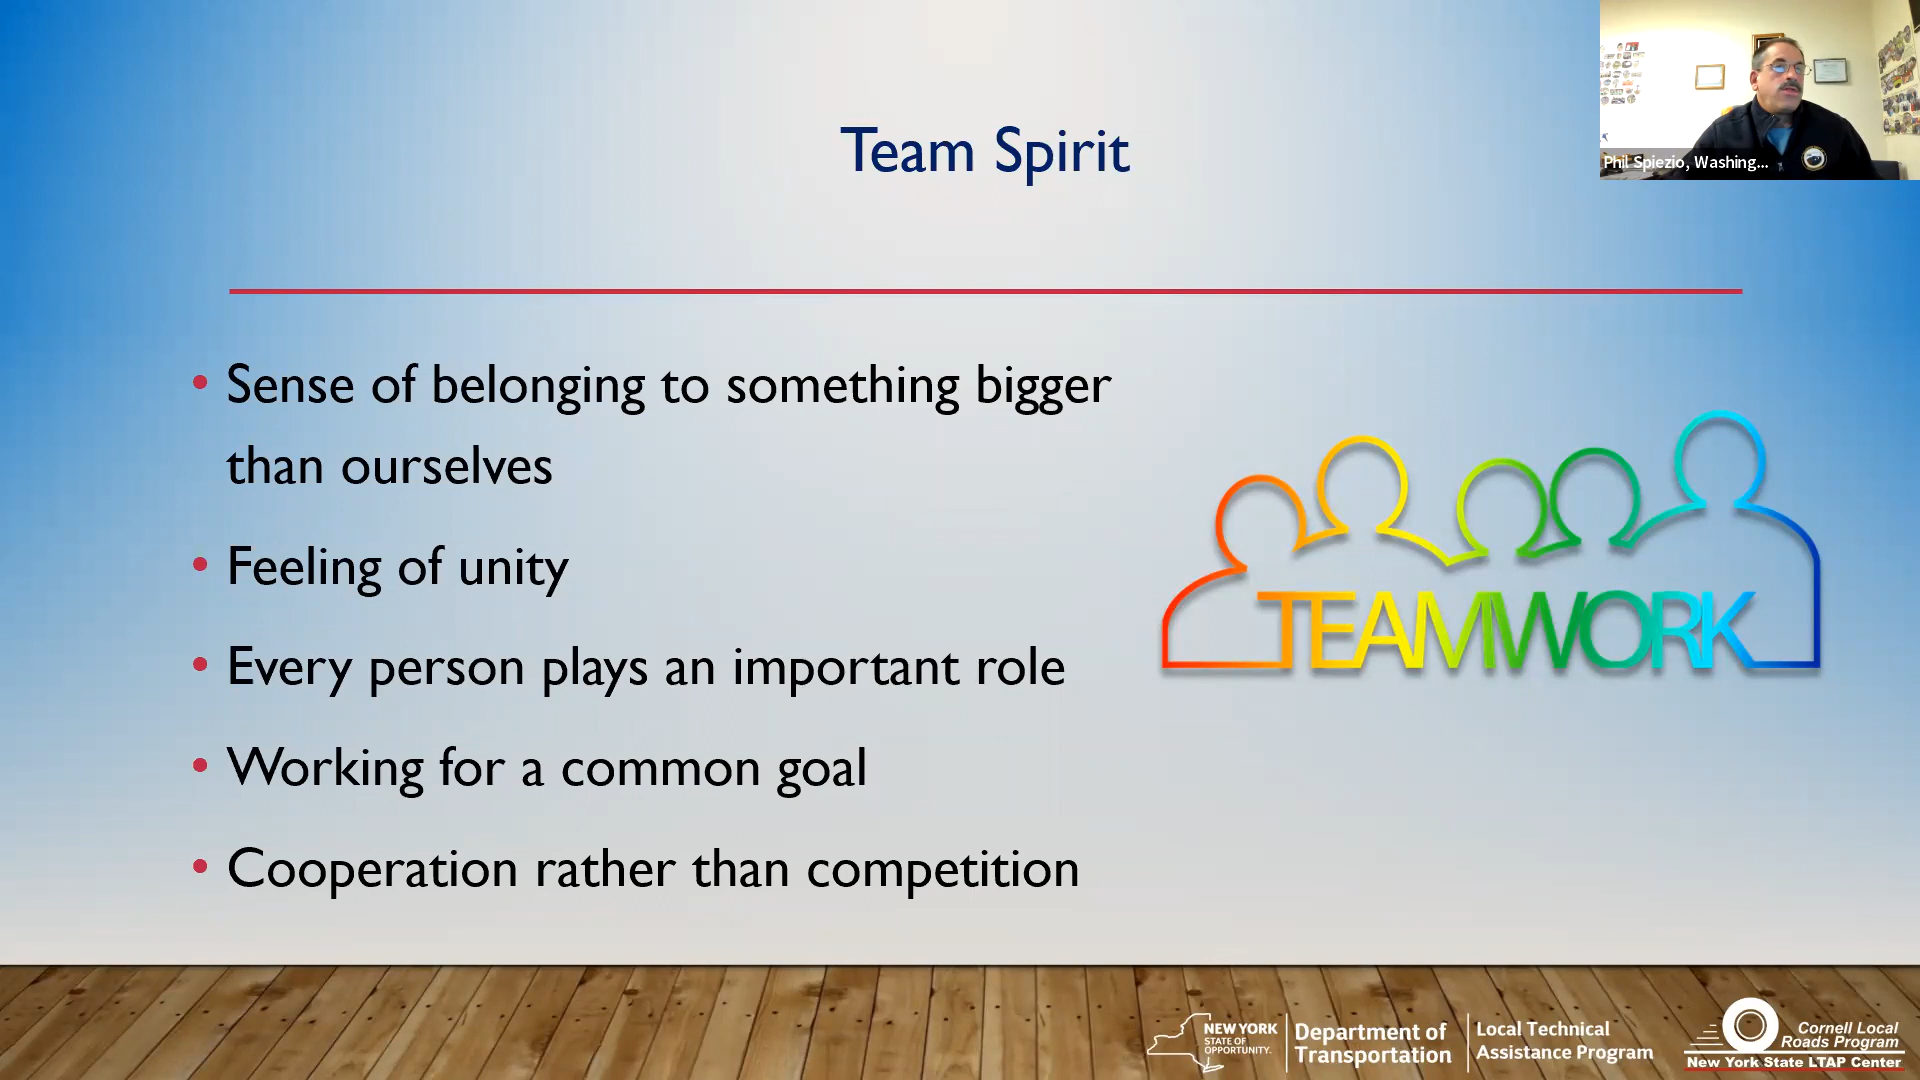 Team Spirit
Phil Spiezio, Washing...
• Sense of belonging to something bigger
than ourselves
• Feeling of unity
• Every person plays an important role
• Working for a common goal
• Cooperation rather than competition
TEAMWORK
NEW YORK
STATE OF
OPPORTUNITY.
Department of
Transportation
Local Technical
Assistance Program
Cornell Local
Roads Program
New York State LTAP Center